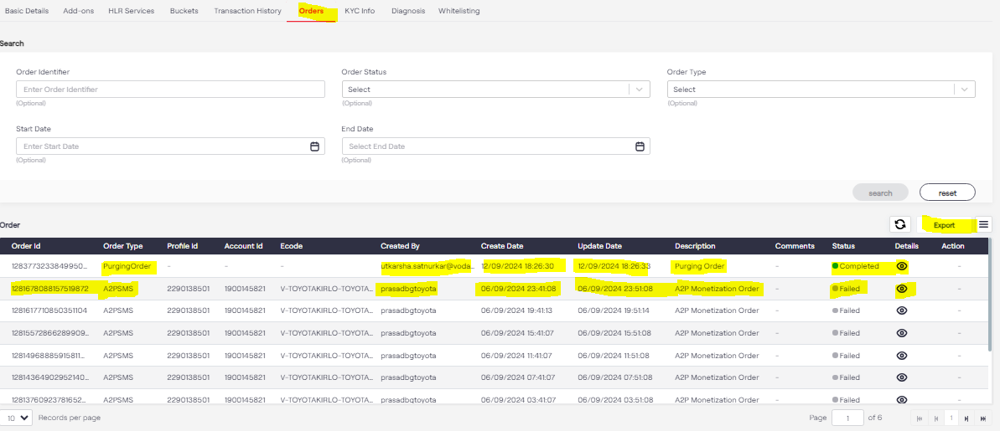 Basic Details Add-ons HLR Services Buckets Transaction History Orders KYC Info Diagnosis Whitelisting
Search
Order Identifier Order Status Order Type
Enter Order Identifier Select Select
(Optional) (Optional) (Optional)
Start Date End Date
Enter Start Date Select End Date
(Optional) (Optional)
search reset
Order Export
Order Id Order Type Profile Id Account Id Ecode Created By Create Date Update Date Description Comments Status Details Action
1283773233849950... PurgingOrder - - - utkarsha.satnurkar@voda... 12/09/2024 18:26:30 12/09/2024 18:26:33 Purging Order - Completed -
1281678088157519872 A2PSMS 2290138501 1900145821 V-TOYOTAKIRLO-TOYOTA... prasadbgtoyota 06/09/2024 23:41:08 06/09/2024 23:51:08 A2P Monetization Order - Failed -
1281617710850351104 A2PSMS 2290138501 1900145821 V-TOYOTAKIRLO-TOYOTA... prasadbgtoyota 06/09/2024 19:41:13 06/09/2024 19:51:14 A2P Monetization Order - Failed -
12815572866289909... A2PSMS 2290138501 1900145821 V-TOYOTAKIRLO-TOYOTA... prasadbgtoyota 06/09/2024 15:41:07 06/09/2024 15:51:08 A2P Monetization Order - Failed -
12814968885915811... A2PSMS 2290138501 1900145821 V-TOYOTAKIRLO-TOYOTA... prasadbgtoyota 06/09/2024 11:41:07 06/09/2024 11:51:08 A2P Monetization Order - Failed -
12814364902952140... A2PSMS 2290138501 1900145821 V-TOYOTAKIRLO-TOYOTA... prasadbgtoyota 06/09/2024 07:41:07 06/09/2024 07:51:08 A2P Monetization Order - Failed -
12813760923781652... A2PSMS 2290138501 1900145821 V-TOYOTAKIRLO-TOYOTA... prasadbgtoyota 06/09/2024 03:41:07 06/09/2024 03:51:08 A2P Monetization Order - Failed -
10 Records per page Page 1 of 6 1